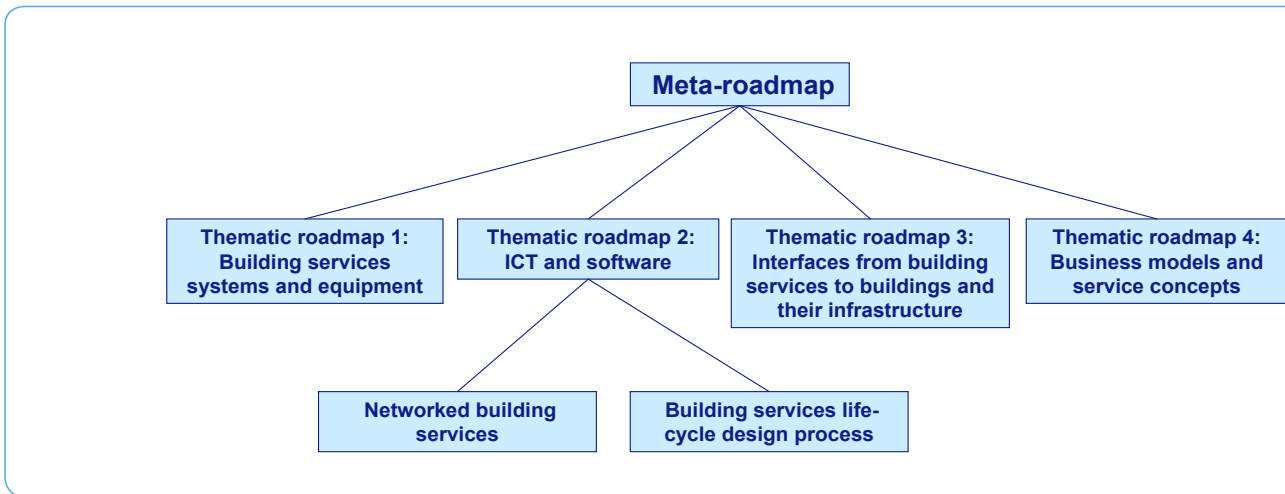 Meta-roadmap
Thematic roadmap 1:
Building services
systems and equipment
Thematic roadmap 2:
ICT and software
Thematic roadmap 3:
Interfaces from building
services to buildings and
their infrastructure
Thematic roadmap 4:
Business models and
service concepts
Networked building
services
Building services life-
cycle design process